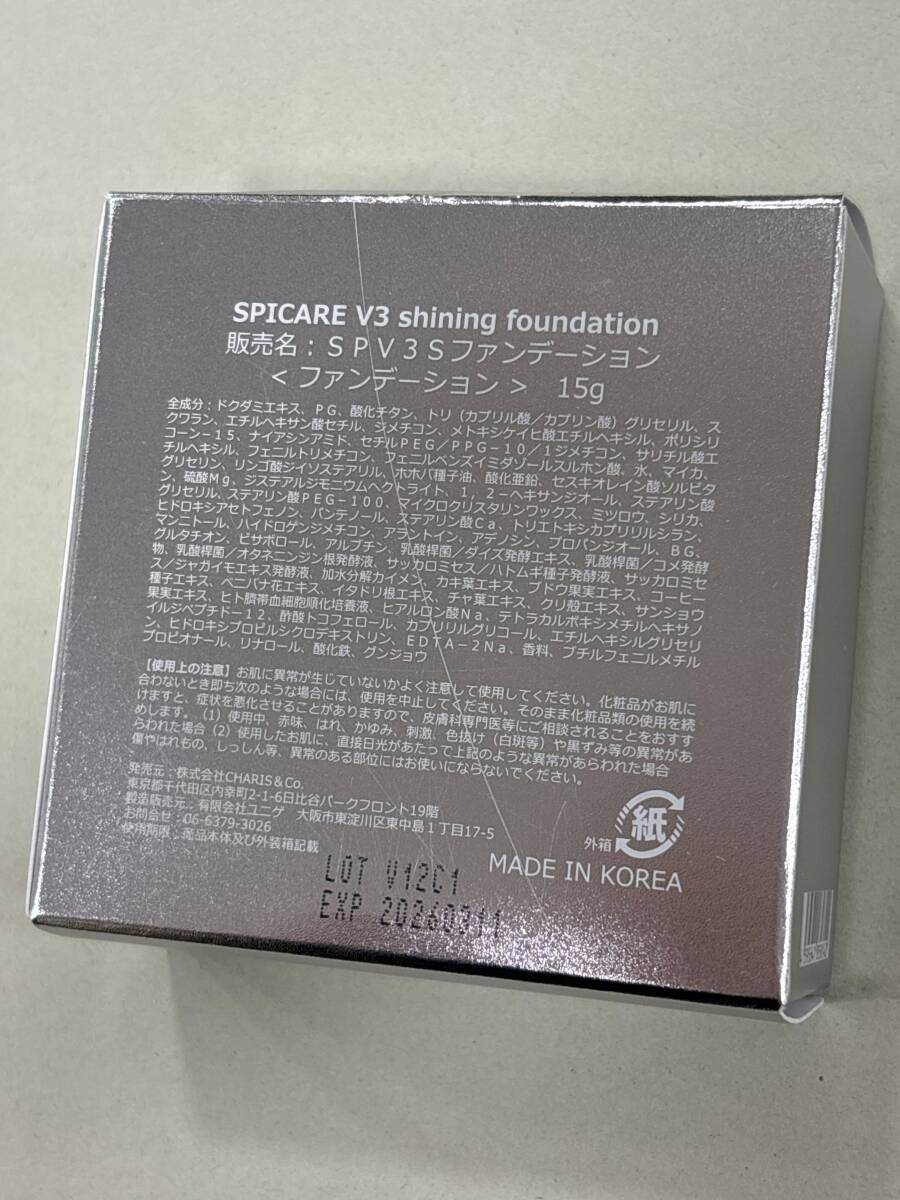 SPICARE V3 shining foundation
販売名：ＳＰＶ３Ｓファンデーション
＜ファンデーション＞　15g
全成分：ドクダミエキス、PG、酸化チタン、トリ（カプリル酸／カプリン酸）グリセリル、ス
クワラン、エチルヘキサン酸セチル、ジメチコン、メトキシケイヒ酸エチルヘキシル、ポリシリ
コーン－15、ナイアシンアミド、セチルPEG／PPG－10／1ジメチコン、サリチル酸エ
チルヘキシル、フェニルトリメチコン、フェニルベンズイミダゾールスルホン酸、水、マイカ、
グリセリン、リンゴ酸ジイソステアリル、ホホバ種子油、酸化亜鉛、セスキオレイン酸ソルビタ
ン、硫酸Mg、ジステアルジモニウムヘクトライト、1，2－ヘキサンジオール、ステアリン酸
グリセリル、ステアリン酸PEG－100、マイクロクリスタリンワックス、ミツロウ、シリカ、
ヒドロキシアセトフェノン、パンテノール、ステアリン酸Ca、トリエトキシカプリリルシラン、
マンニトール、ハイドロゲンジメチコン、アラントイン、アデノシン、プロパンジオール、BG、
グルタチオン、ビサボロール、アルブチン、乳酸桿菌／ダイズ発酵エキス、乳酸桿菌／コメ発酵
物、乳酸桿菌／オタネニンジン根発酵液、サッカロミセス／ハトムギ種子発酵液、サッカロミセ
ス／ジャガイモエキス発酵液、加水分解カイメン、カキ葉エキス、ブドウ果実エキス、コーヒー
種子エキス、ベニバナ花エキス、イタドリ根エキス、チャ葉エキス、クリ殻エキス、サンショウ
果実エキス、ヒト臍帯血細胞順化培養液、ヒアルロン酸Na、テトラカルボキシメチルヘキサノ
イルジペプチド－12、酢酸トコフェロール、カプリリルグリコール、エチルヘキシルグリセリ
ン、ヒドロキシプロピルシクロデキストリン、EDTA－2Na、香料、ブチルフェニルメチル
プロピオナール、リナロール、酸化鉄、グンジョウ
【使用上の注意】お肌に異常が生じていないかよく注意して使用してください。化粧品がお肌に
合わないとき即ち次のような場合には、使用を中止してください。そのまま化粧品類の使用を続
けますと、症状を悪化させることがありますので、皮膚科専門医等にご相談されることをおすす
めします。（1）使用中、赤味、はれ、かゆみ、刺激、色抜け（白斑等）や黒ずみ等の異常があ
らわれた場合（2）使用したお肌に、直接日光があたって上記のような異常があらわれた場合
傷やはれもの、しっしん等、異常のある部位にはお使いにならないでください。
発売元：株式会社CHARIS＆Co.
東京都千代田区内幸町2-1-6日比谷パークフロント19階
製造販売元：有限会社ユニゲ　大阪市東淀川区東中島１丁目17-5
お問合せ：06-6379-3026
使用期限：商品本体及び外装箱記載
外箱 紙
MADE IN KOREA
LOT V12C1
EXP 20260311